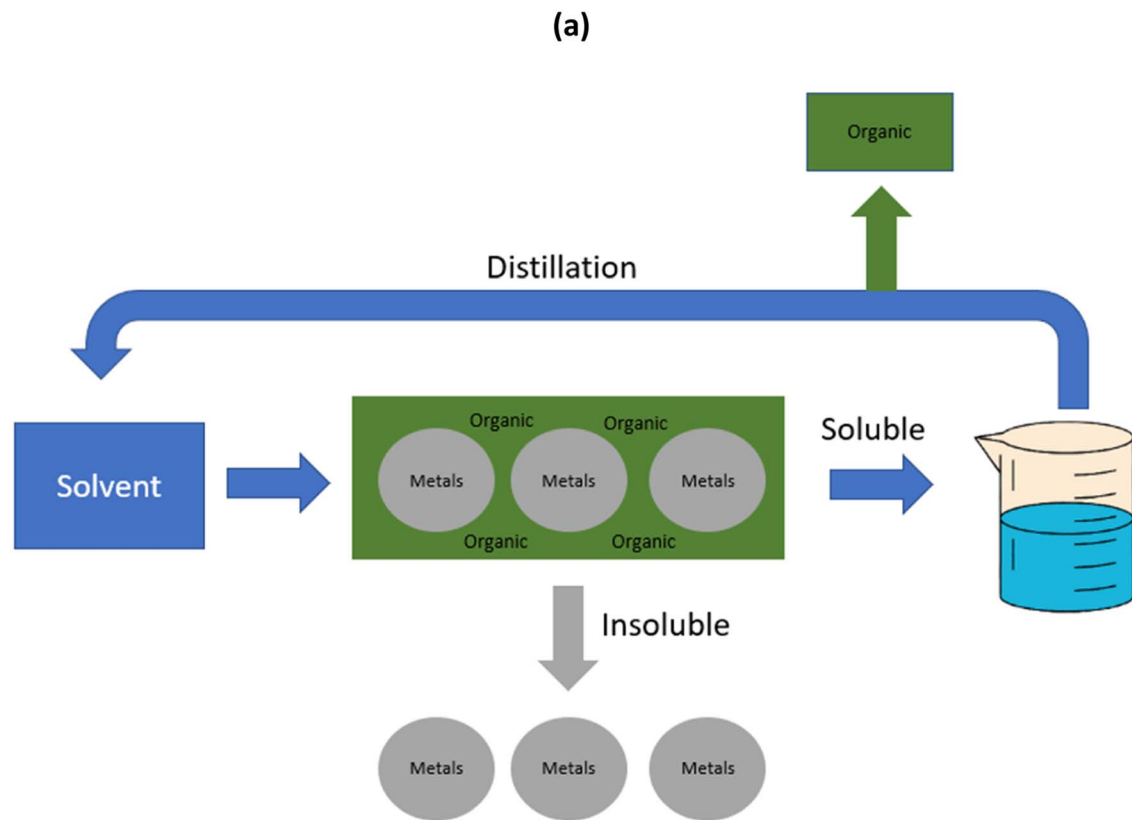 (a)
Organic
Distillation
Solvent
Organic
Organic
Metals
Metals
Metals
Organic
Organic
Soluble
Insoluble
Metals
Metals
Metals